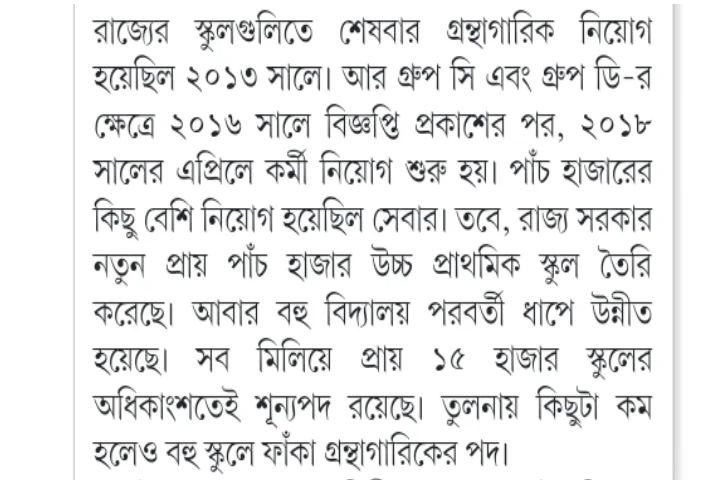 রাজ্যের স্কুলগুলিতে শেষবার গ্রন্থাগারিক নিয়োগ
হয়েছিল ২০১৩ সালে। আর গ্রুপ সি এবং গ্রুপ ডি-র
ক্ষেত্রে ২০১৬ সালে বিজ্ঞপ্তি প্রকাশের পর, ২০১৮
সালের এপ্রিলে কর্মী নিয়োগ শুরু হয়। পাঁচ হাজারের
কিছু বেশি নিয়োগ হয়েছিল সেবার। তবে, রাজ্য সরকার
নতুন প্রায় পাঁচ হাজার উচ্চ প্রাথমিক স্কুল তৈরি
করেছে। আবার বহু বিদ্যালয় পরবর্তী ধাপে উন্নীত
হয়েছে। সব মিলিয়ে প্রায় ১৫ হাজার স্কুলের
অধিকাংশতেই শূন্যপদ রয়েছে। তুলনায় কিছুটা কম
হলেও বহু স্কুলে ফাঁকা গ্রন্থাগারিকের পদ।